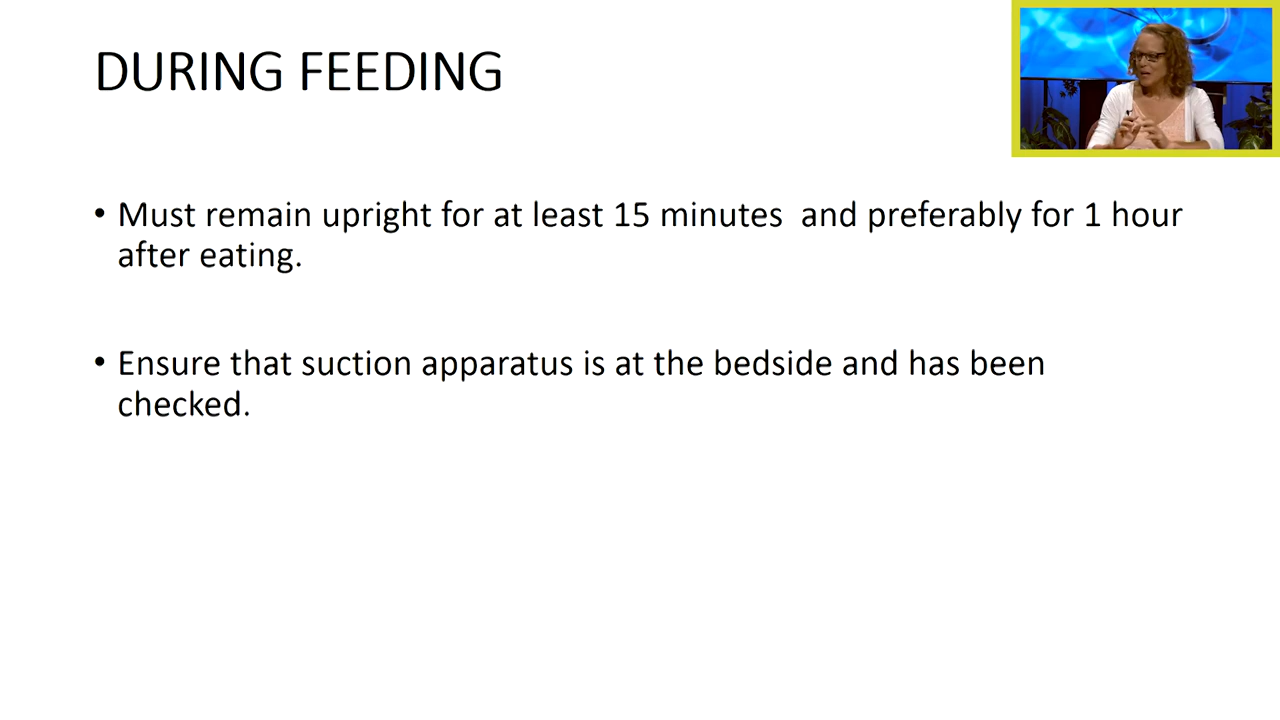 DURING FEEDING
• Must remain upright for at least 15 minutes  and preferably for 1 hour
after eating.
• Ensure that suction apparatus is at the bedside and has been
checked.